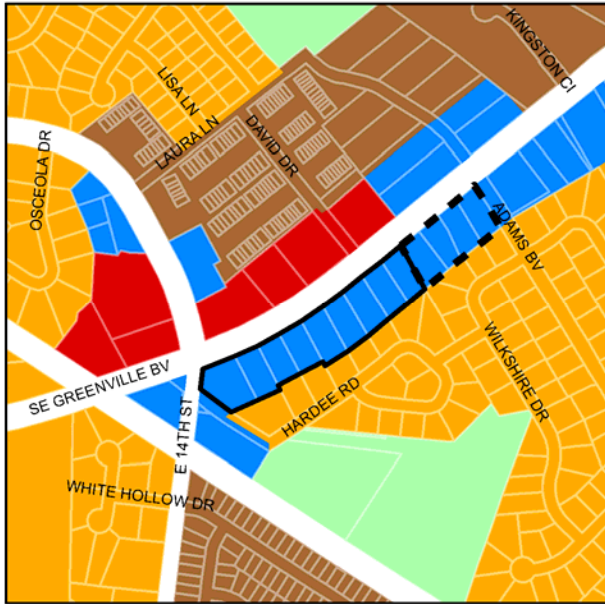 KINGSTON CI
LISA LN
LAURA LN
DAVID DR
OSCEOLA DR
ADAMS BV
WILKSHIRE DR
SE GREENVILLE BV
HARDEE RD
E 14TH ST
WHITE HOLLOW DR